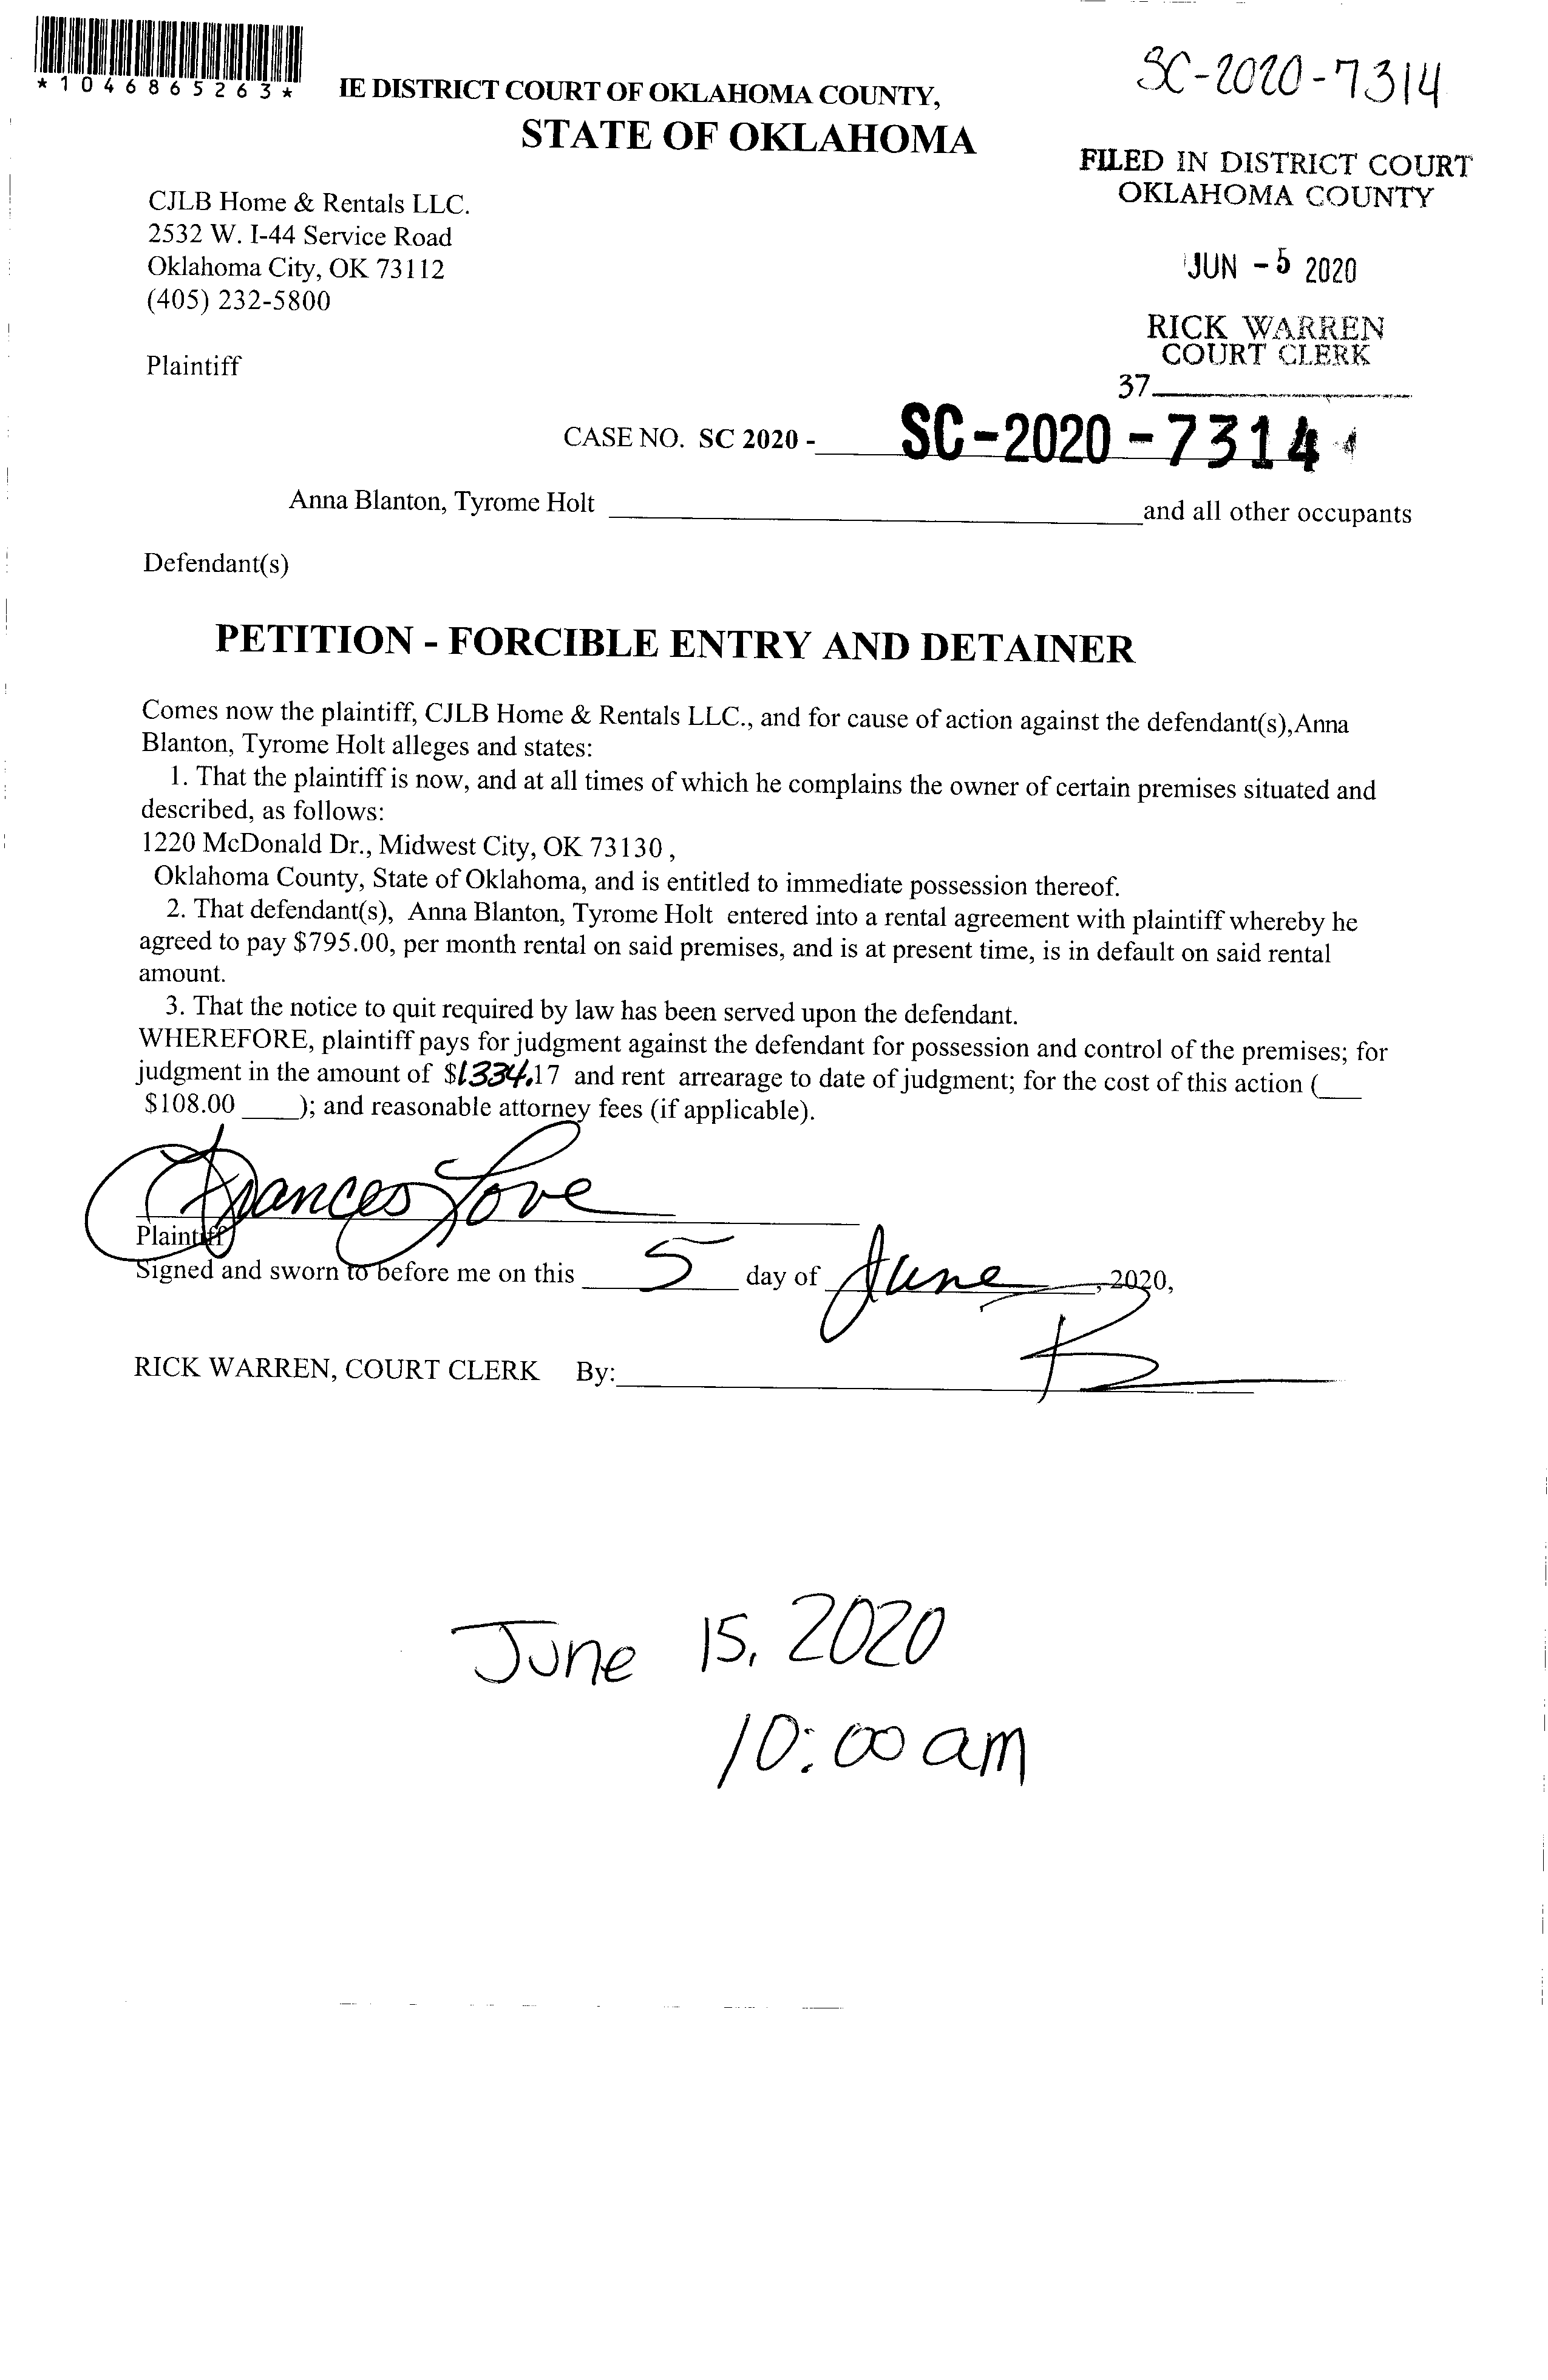 *1046865263*
IE DISTRICT COURT OF OKLAHOMA COUNTY,
STATE OF OKLAHOMA
SC-2020-7314
FILED IN DISTRICT COURT
OKLAHOMA COUNTY
JUN - 5 2020
RICK WARREN
COURT CLERK
37
CJLB Home & Rentals LLC.
2532 W. I-44 Service Road
Oklahoma City, OK 73112
(405) 232-5800
Plaintiff
CASE NO. SC 2020 - SC-2020-7314
Anna Blanton, Tyrome Holt and all other occupants
Defendant(s)
PETITION - FORCIBLE ENTRY AND DETAINER
Comes now the plaintiff, CJLB Home & Rentals LLC., and for cause of action against the defendant(s),Anna
Blanton, Tyrome Holt alleges and states:
1. That the plaintiff is now, and at all times of which he complains the owner of certain premises situated and
described, as follows:
1220 McDonald Dr., Midwest City, OK 73130 ,
Oklahoma County, State of Oklahoma, and is entitled to immediate possession thereof.
2. That defendant(s), Anna Blanton, Tyrome Holt entered into a rental agreement with plaintiff whereby he
agreed to pay $795.00, per month rental on said premises, and is at present time, is in default on said rental
amount.
3. That the notice to quit required by law has been served upon the defendant.
WHEREFORE, plaintiff pays for judgment against the defendant for possession and control of the premises; for
judgment in the amount of $1334.17 and rent arrearage to date of judgment; for the cost of this action (___
$108.00 ____); and reasonable attorney fees (if applicable).
Frances Love
Plaintiff
Signed and sworn to before me on this 5 day of June, 2020,
RICK WARREN, COURT CLERK By:
June 15, 2020
10:00 am